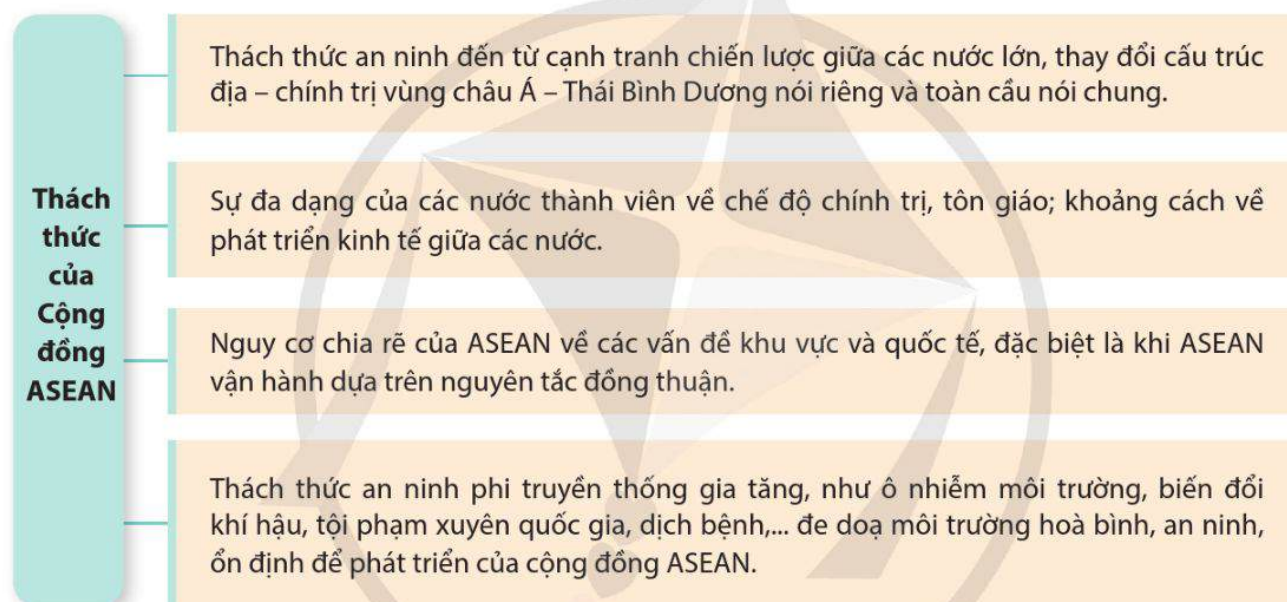 Thách
thức
của
Cộng
đồng
ASEAN
Thách thức an ninh đến từ cạnh tranh chiến lược giữa các nước lớn, thay đổi cấu trúc
địa – chính trị vùng châu Á – Thái Bình Dương nói riêng và toàn cầu nói chung.
Sự đa dạng của các nước thành viên về chế độ chính trị, tôn giáo; khoảng cách về
phát triển kinh tế giữa các nước.
Nguy cơ chia rẽ của ASEAN về các vấn đề khu vực và quốc tế, đặc biệt là khi ASEAN
vận hành dựa trên nguyên tắc đồng thuận.
Thách thức an ninh phi truyền thống gia tăng, như ô nhiễm môi trường, biến đổi
khí hậu, tội phạm xuyên quốc gia, dịch bệnh,... đe doạ môi trường hoà bình, an ninh,
ổn định để phát triển của cộng đồng ASEAN.